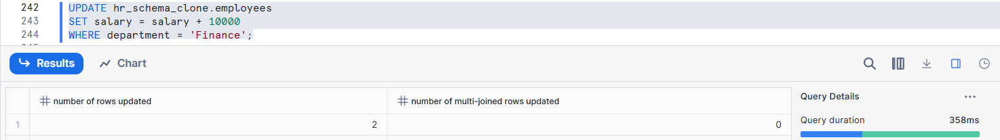 242 UPDATE hr_schema_clone.employees
243 SET salary = salary + 10000
244 WHERE department = 'Finance';
Results Chart
number of rows updated number of multi-joined rows updated Query Details ...
1 2 0 Query duration 358ms